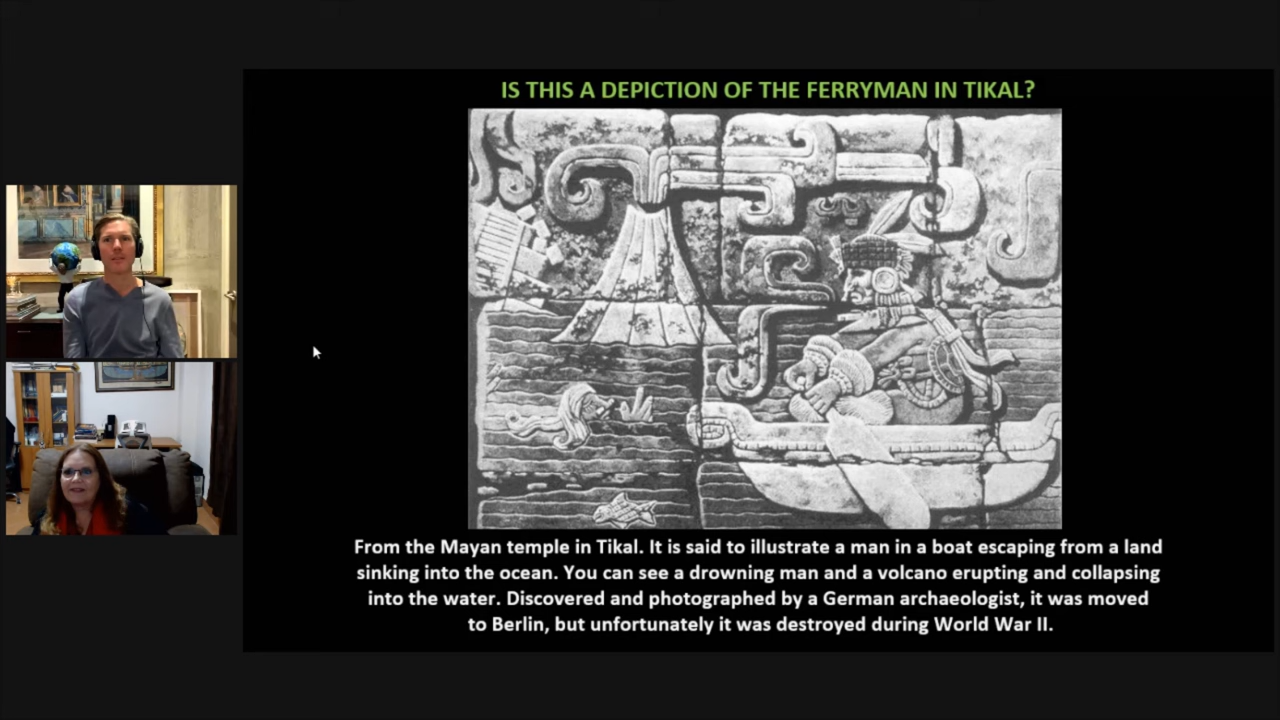 IS THIS A DEPICTION OF THE FERRYMAN IN TIKAL?
From the Mayan temple in Tikal. It is said to illustrate a man in a boat escaping from a land
sinking into the ocean. You can see a drowning man and a volcano erupting and collapsing
into the water. Discovered and photographed by a German archaeologist, it was moved
to Berlin, but unfortunately it was destroyed during World War II.